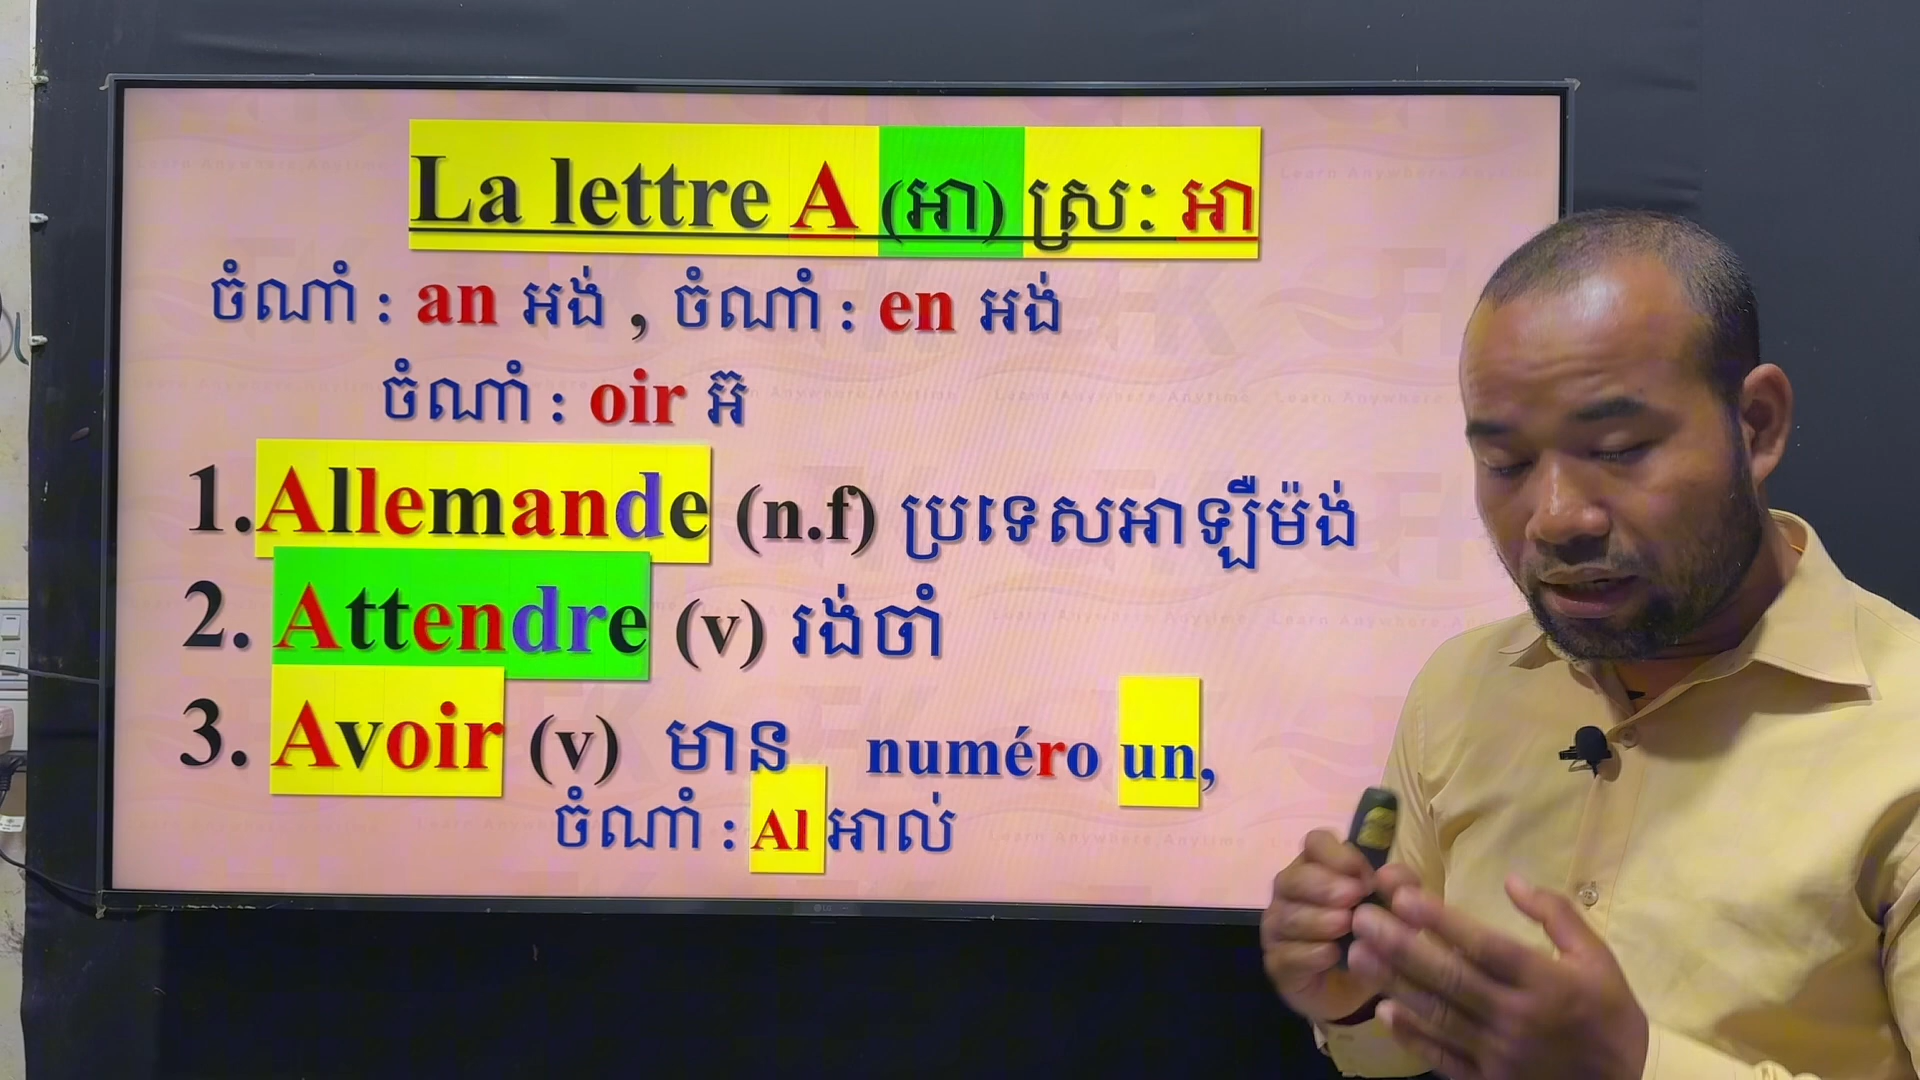 La lettre A (អា) ស្រៈ អា
ចំណាំ : an អង់ , ចំណាំ : en អង់
ចំណាំ : oir អ៊
1.Allemande (n.f) ប្រទេសអាឡឺម៉ង់
2. Attendre (v) រង់ចាំ
3. Avoir (v) មាន numéro un,
ចំណាំ : Al អាល់